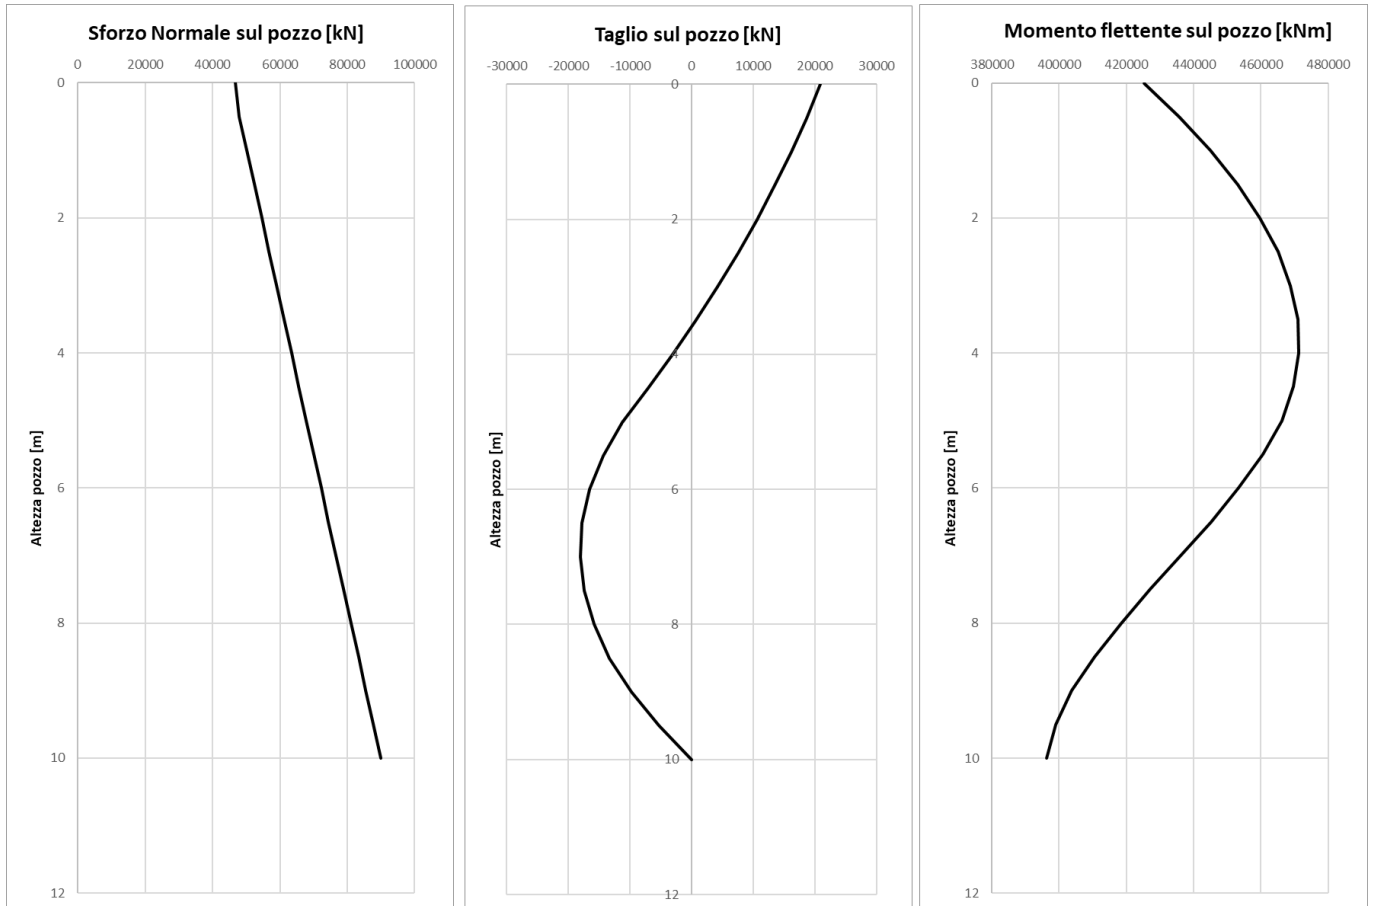 Sforzo Normale sul pozzo [kN]
0 20000 40000 60000 80000 100000
0
2
4
6
8
10
12
Altezza pozzo [m]
Taglio sul pozzo [kN]
-30000 -20000 -10000 0 10000 20000 30000
0
2
4
6
8
10
12
Altezza pozzo [m]
Momento flettente sul pozzo [kNm]
380000 400000 420000 440000 460000 480000
0
2
4
6
8
10
12
Altezza pozzo [m]